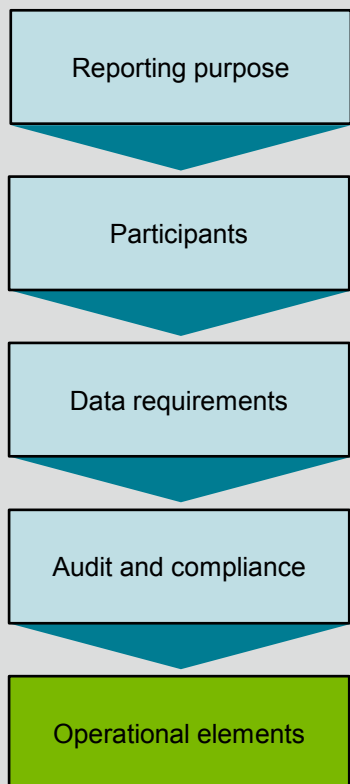 Reporting purpose
Participants
Data requirements
Audit and compliance
Operational elements